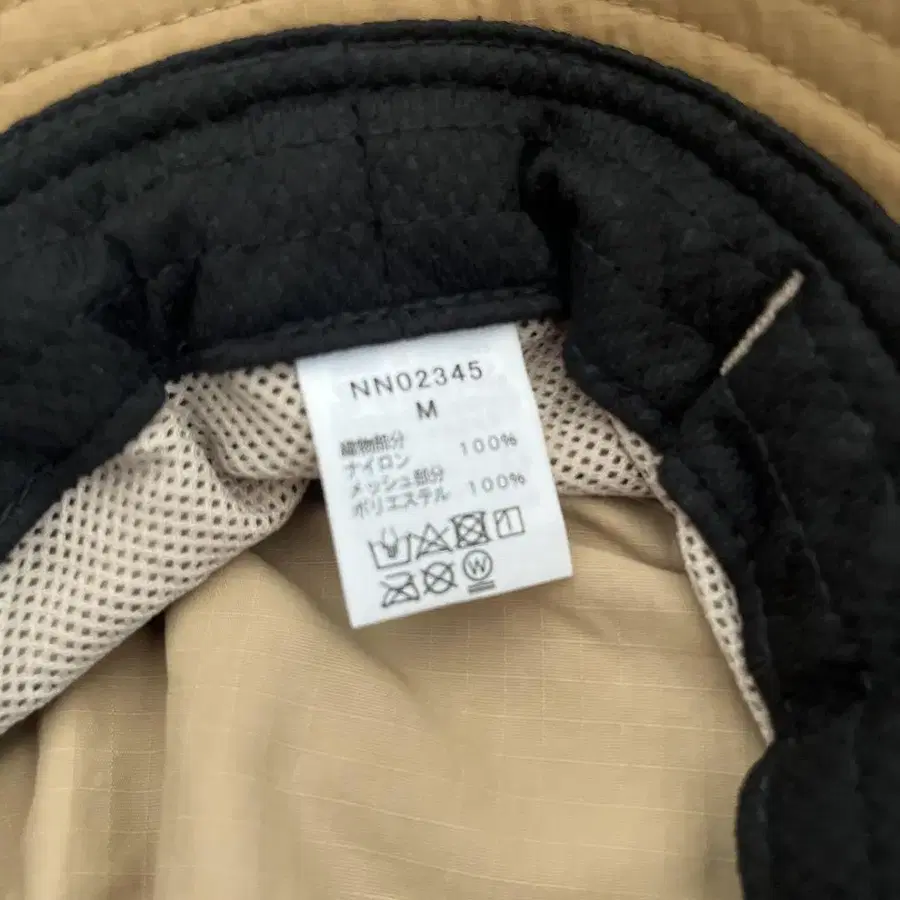 NN02345
M
織物部分
ナイロン 100%
メッシュ部分
ポリエステル 100%
W